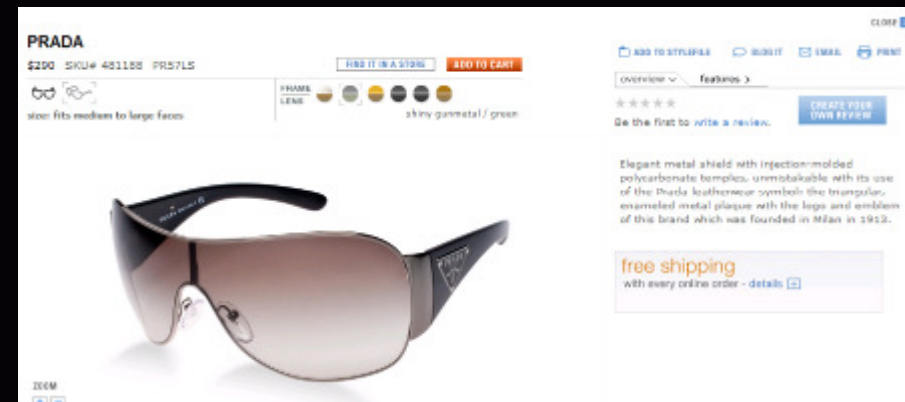 CLOSE
PRADA
$290 SKU# 481188 PR57LS
FIND IT IN A STORE
ADD TO CART
ADD TO STYLEFILE
BLOG IT
EMAIL
PRINT
FRAME
LENS
size: fits medium to large faces
shiny gunmetal / green
overview
features >
CREATE YOUR
OWN REVIEW
Be the first to write a review.
Elegant metal shield with injection-molded
polycarbonate temples, unmistakable with its use
of the Prada leatherwear symbol: the triangular,
enameled metal plaque with the logo and emblem
of this brand which was founded in Milan in 1913.
free shipping
with every online order - details
PRADA
ZOOM